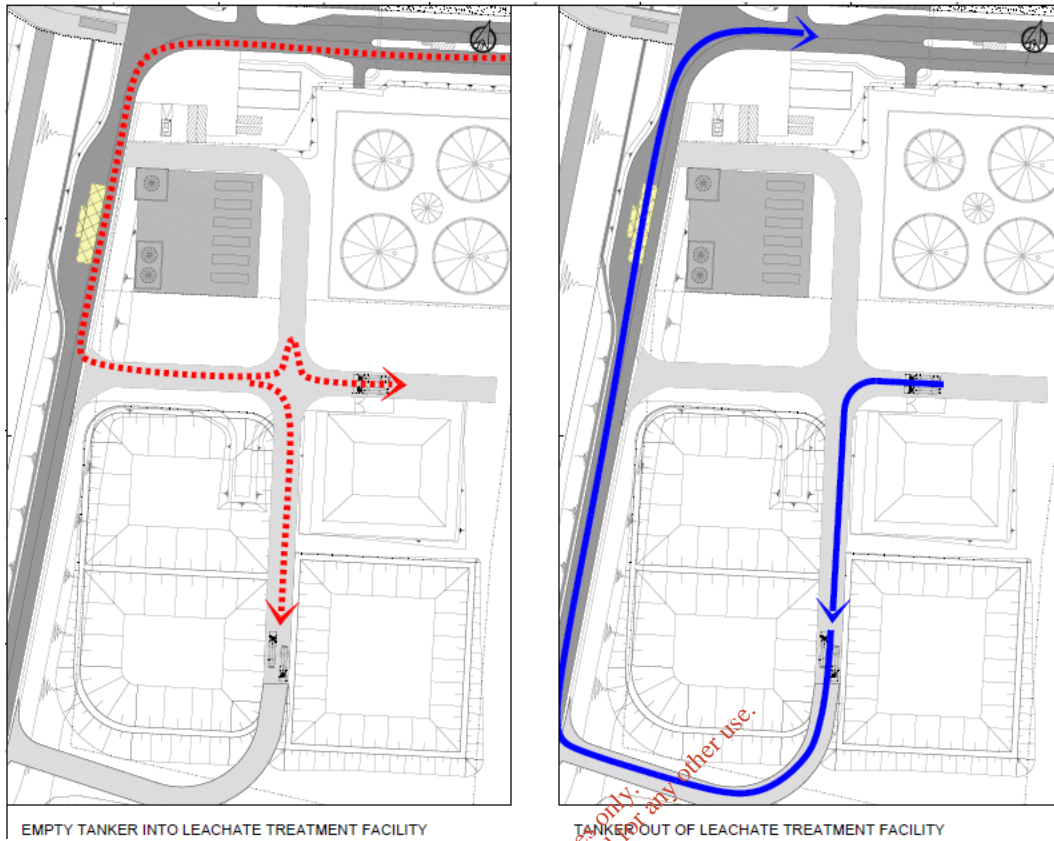 EMPTY TANKER INTO LEACHATE TREATMENT FACILITY
TANKER OUT OF LEACHATE TREATMENT FACILITY
only.
for any other use.